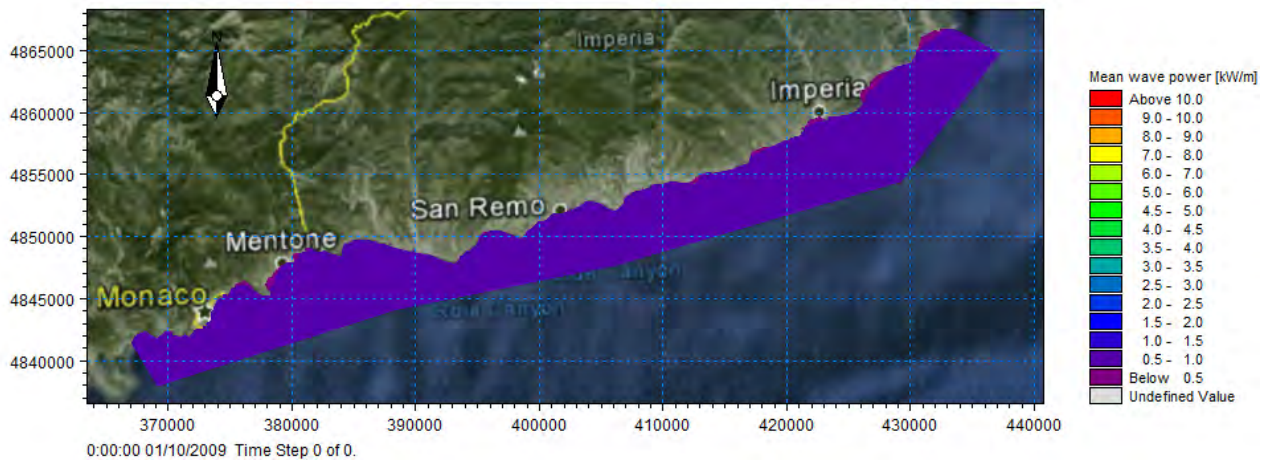 N
Imperia
Imperia
San Remo
Mentone
Monaco
Canyon
Canyon
4865000
4860000
4855000
4850000
4845000
4840000
370000
380000
390000
400000
410000
420000
430000
440000
0:00:00 01/10/2009 Time Step 0 of 0.
Mean wave power [kW/m]
Above 10.0
9.0 - 10.0
8.0 - 9.0
7.0 - 8.0
6.0 - 7.0
5.0 - 6.0
4.5 - 5.0
4.0 - 4.5
3.5 - 4.0
3.0 - 3.5
2.5 - 3.0
2.0 - 2.5
1.5 - 2.0
1.0 - 1.5
0.5 - 1.0
Below 0.5
Undefined Value